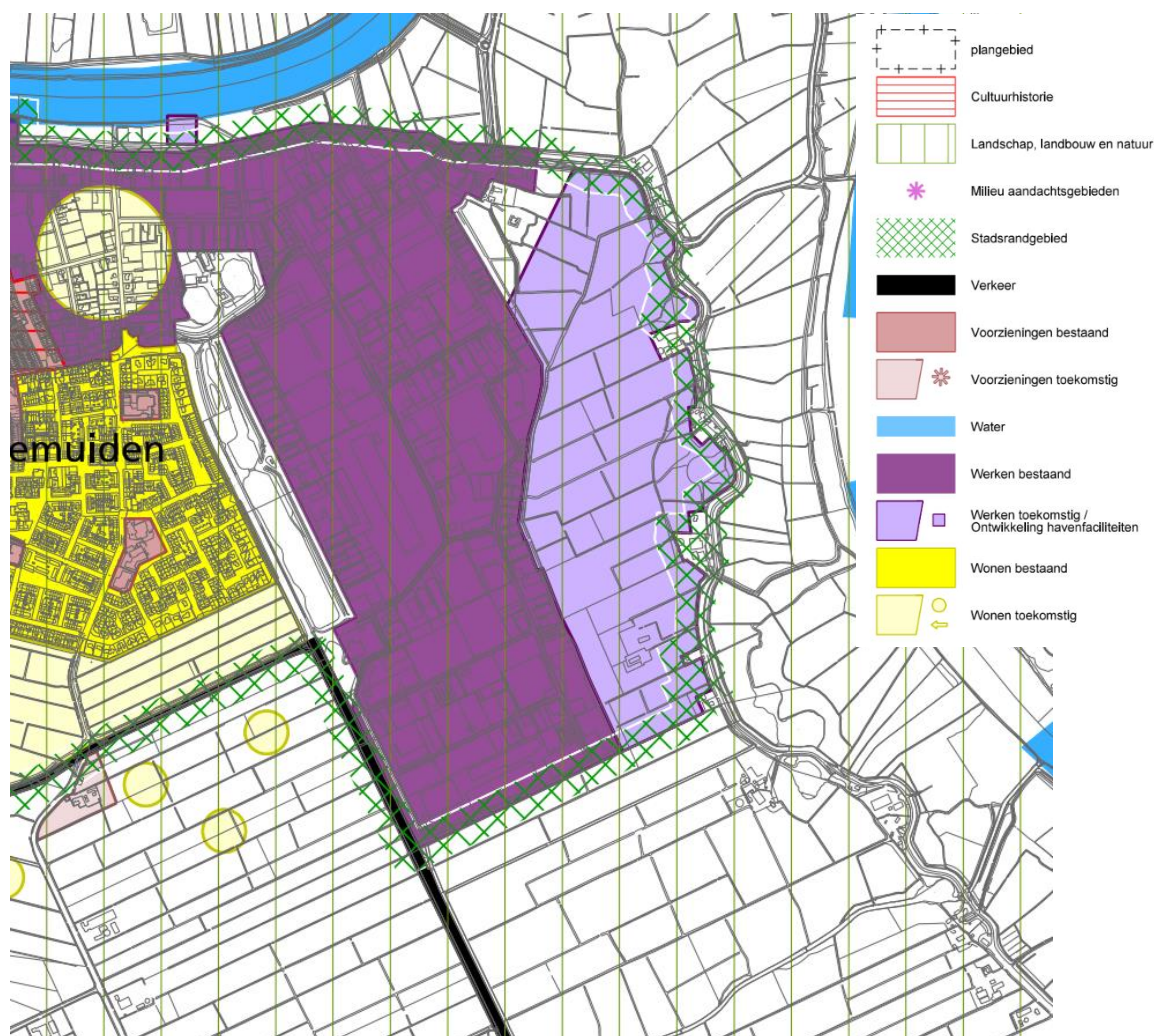 plangebied
Cultuurhistorie
Landschap, landbouw en natuur
Milieu aandachtsgebieden
Stadsrandgebied
Verkeer
Voorzieningen bestaand
Voorzieningen toekomstig
Water
Werken bestaand
Werken toekomstig /
Ontwikkeling havenfaciliteiten
Wonen bestaand
Wonen toekomstig
emuiden